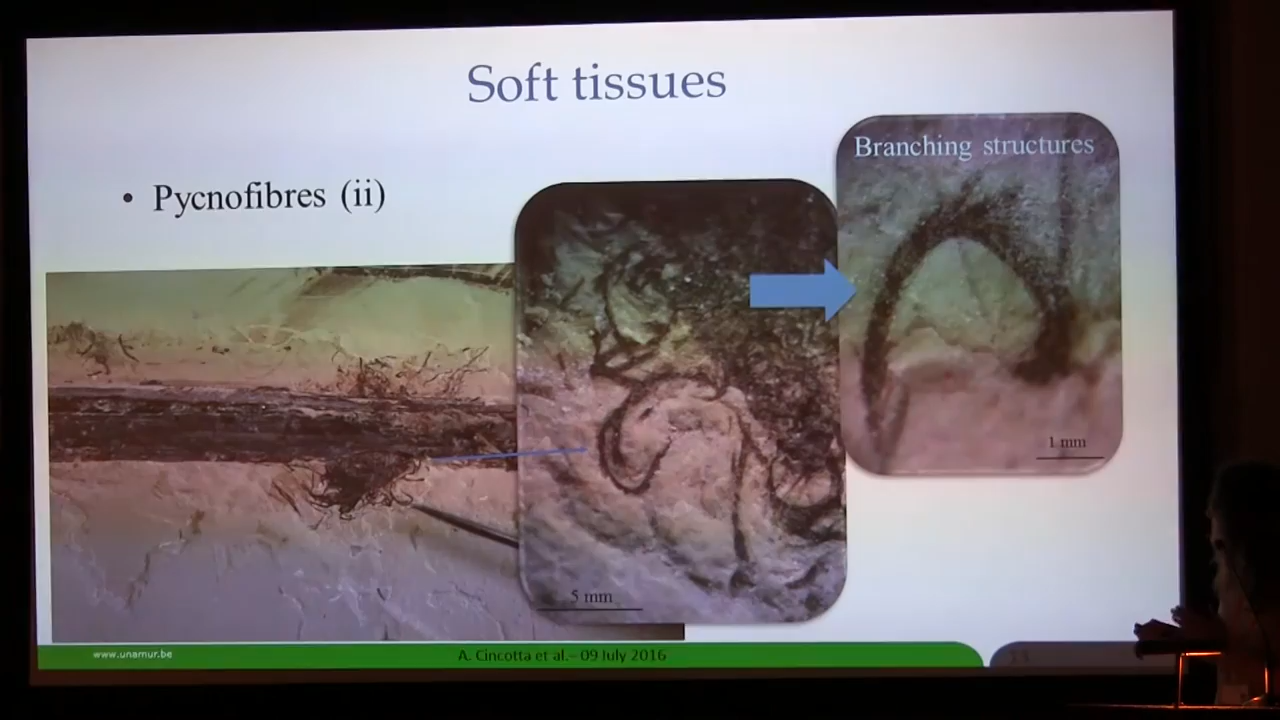 Soft tissues
Branching structures
• Pycnofibres (ii)
1 mm
5 mm
www.unamur.be
A. Cincotta et al.– 09 July 2016